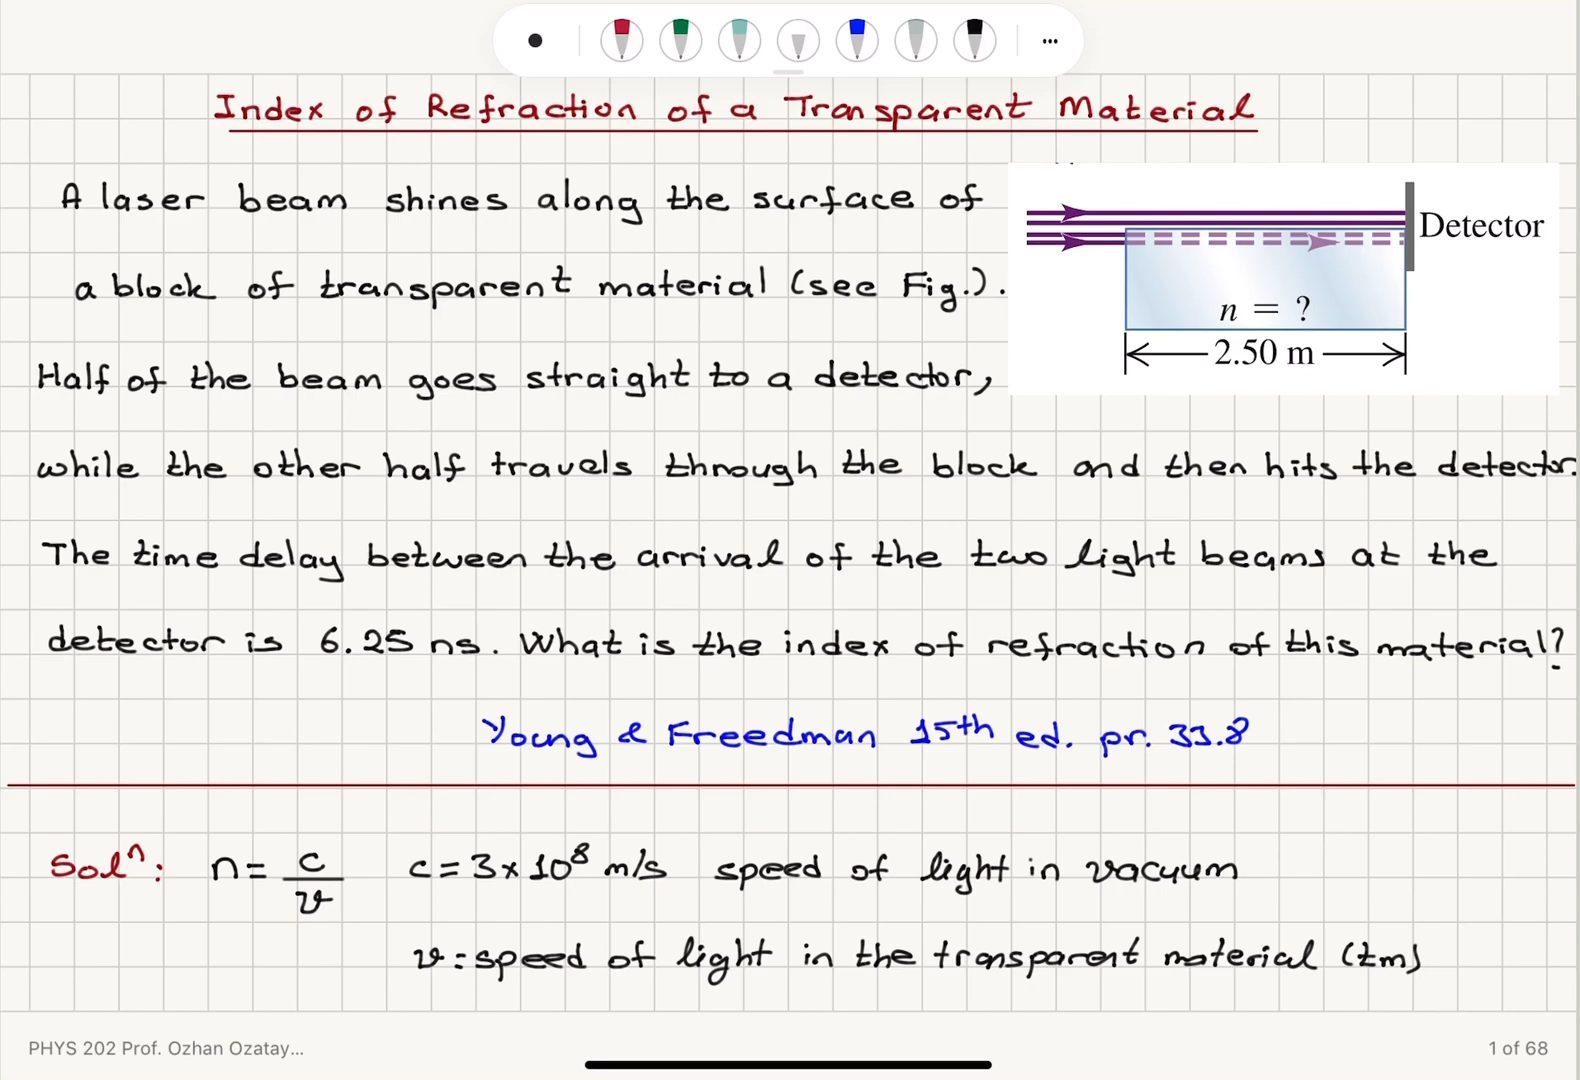 Index of Refraction of a Transparent Material
A laser beam shines along the surface of
a block of transparent material (see Fig.).
Half of the beam goes straight to a detector,
while the other half travels through the block and then hits the detector.
The time delay between the arrival of the two light beams at the
detector is 6.25 ns. What is the index of refraction of this material?
Detector
n = ?
2.50 m
Young & Freedman 15th ed. pr. 33.8
Solⁿ: n = c/v c = 3 × 10⁸ m/s speed of light in vacuum
v = speed of light in the transparent material (tm)
PHYS 202 Prof. Ozhan Ozatay...
1 of 68